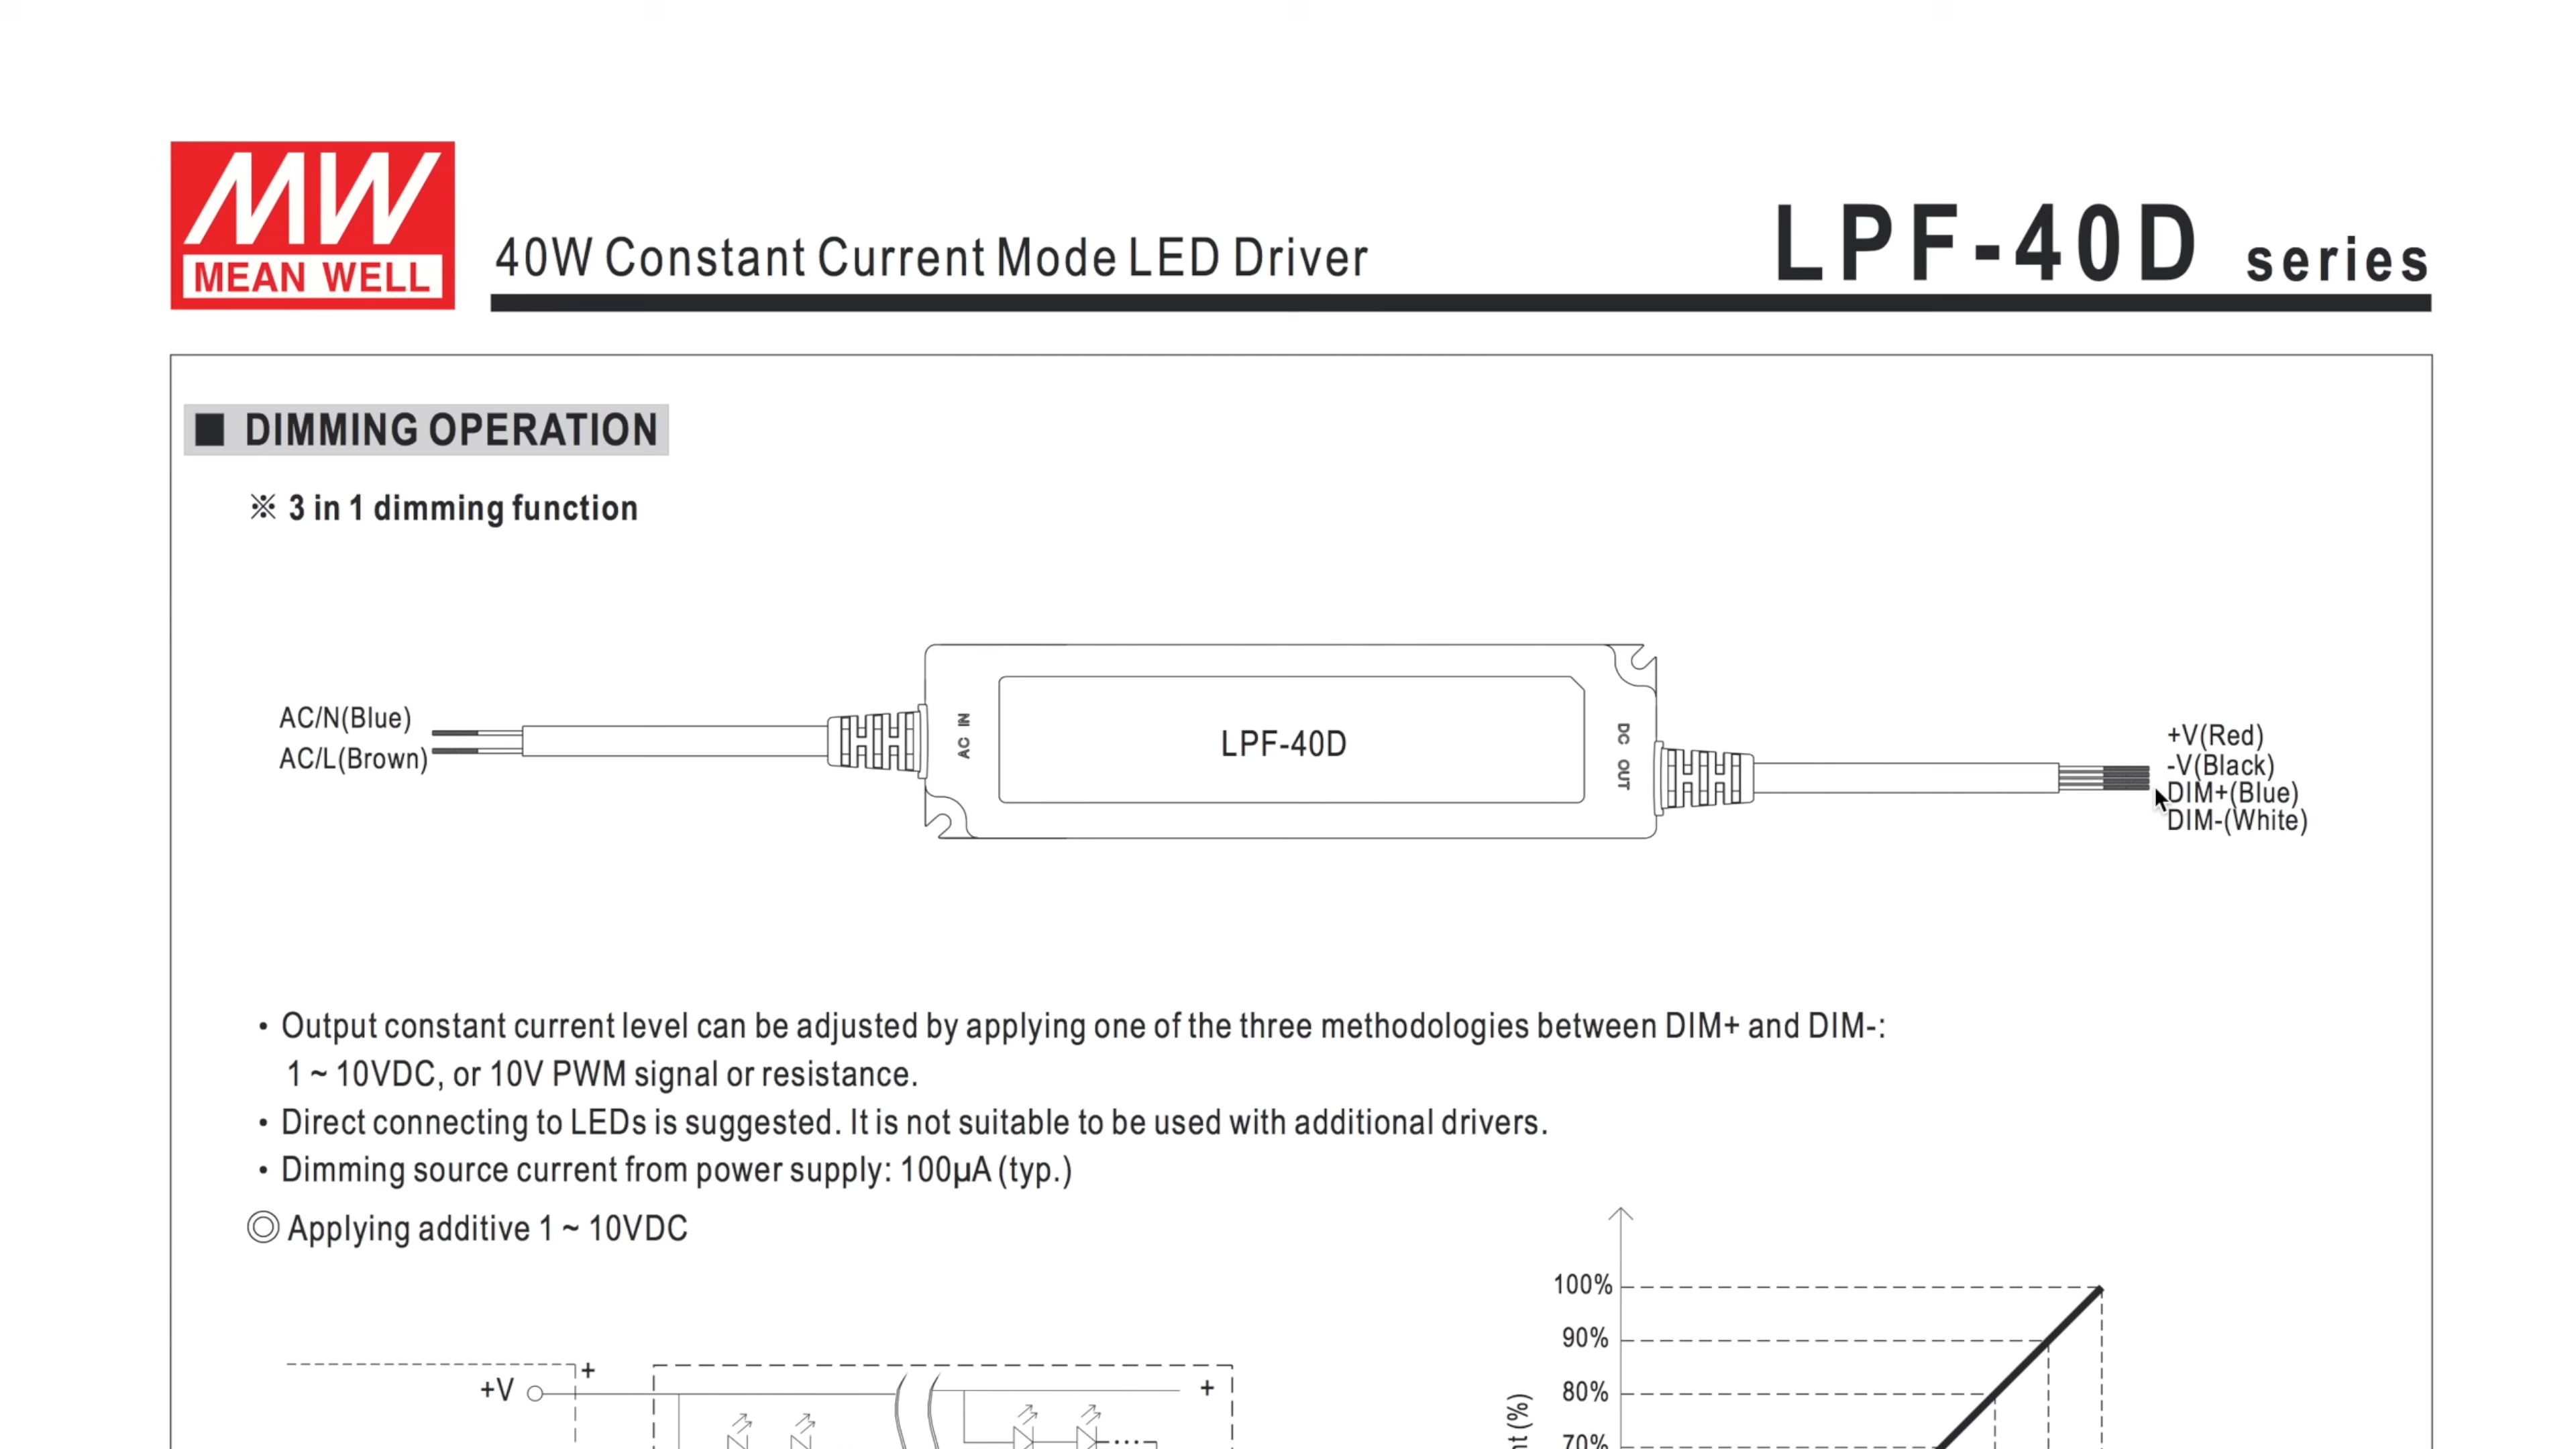 MW
MEAN WELL
40W Constant Current Mode LED Driver
LPF-40D series
■ DIMMING OPERATION
※ 3 in 1 dimming function
AC/N(Blue)
AC/L(Brown)
AC IN
LPF-40D
DC OUT
+V(Red)
-V(Black)
DIM+(Blue)
DIM-(White)
• Output constant current level can be adjusted by applying one of the three methodologies between DIM+ and DIM-:
1 ~ 10VDC, or 10V PWM signal or resistance.
• Direct connecting to LEDs is suggested. It is not suitable to be used with additional drivers.
• Dimming source current from power supply: 100μA (typ.)
◎ Applying additive 1 ~ 10VDC
+V
+
+
100%
90%
80%
70%
(%)